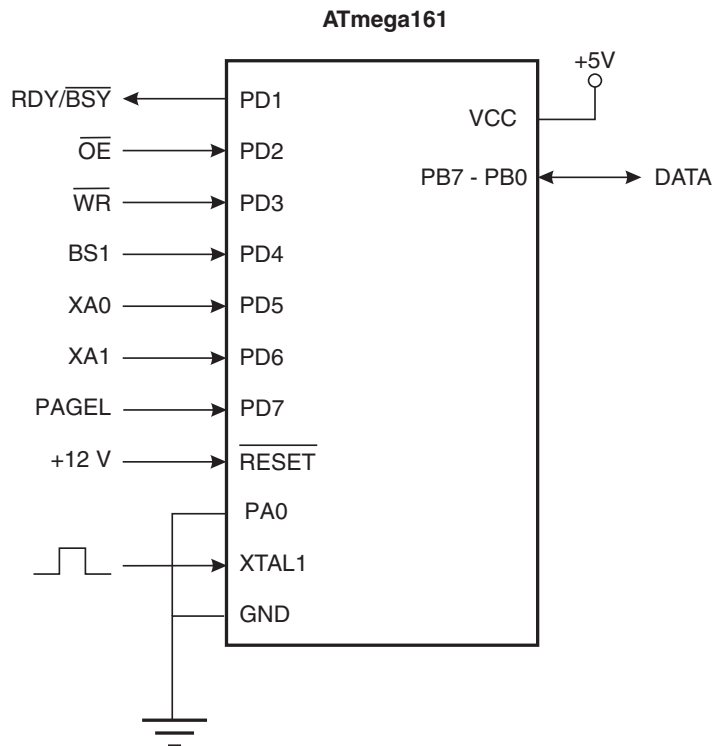 ATmega161
+5V
RDY/BSY PD1
VCC
OE PD2
PB7 - PB0 DATA
WR PD3
BS1 PD4
XA0 PD5
XA1 PD6
PAGEL PD7
+12 V RESET
PA0
XTAL1
GND